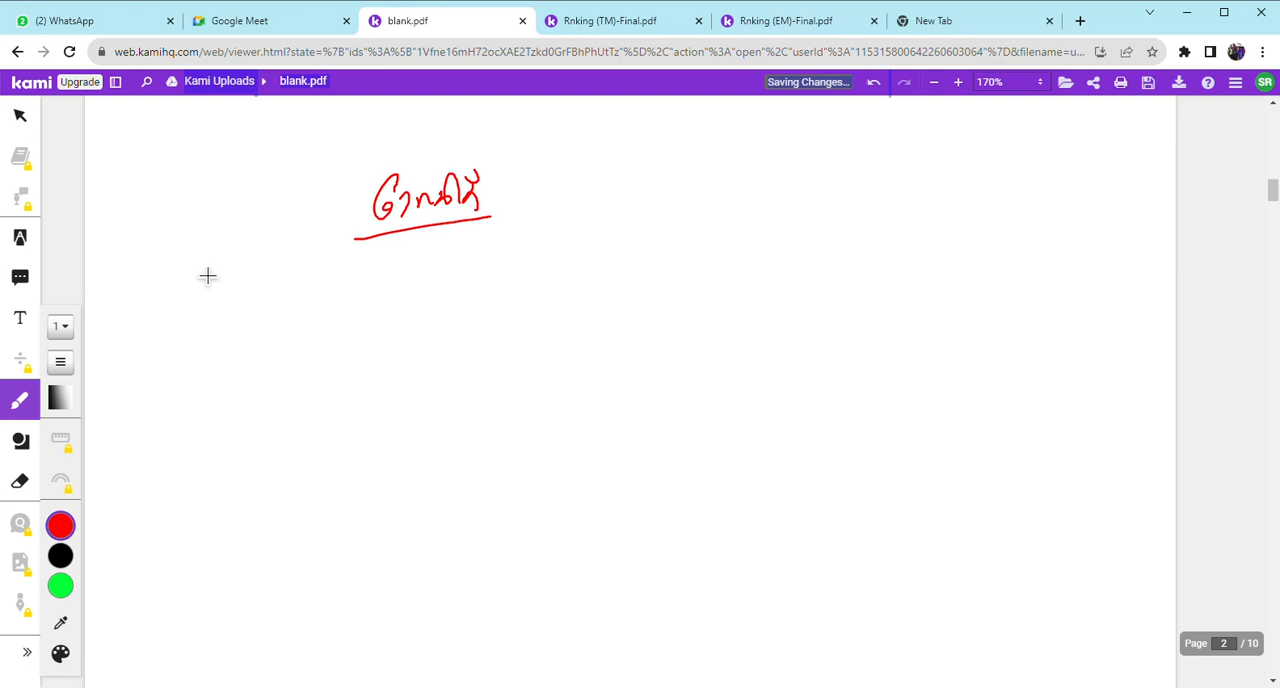 (2) WhatsApp
Google Meet
blank.pdf
Rnking (TM)-Final.pdf
Rnking (EM)-Final.pdf
New Tab
web.kamihq.com/web/viewer.html?state=%7B"ids"%3A%5B"1Vfne16mH72ocXAE2Tzkd0GrFBhPhUtTz"%5D%2C"action"%3A"open"%2C"userId"%3A"115315800642260603064"%7D&filename=u...
kami Upgrade Kami Uploads blank.pdf Saving Changes... 170% SR
T
1
Page 2 / 10